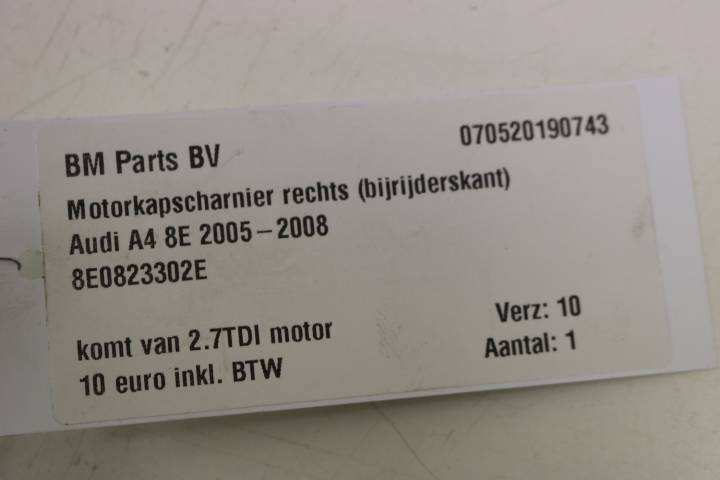 BM Parts BV 070520190743
Motorkapscharnier rechts (bijrijderskant)
Audi A4 8E 2005-2008
8E0823302E
komt van 2.7TDI motor Verz: 10
10 euro inkl. BTW Aantal: 1